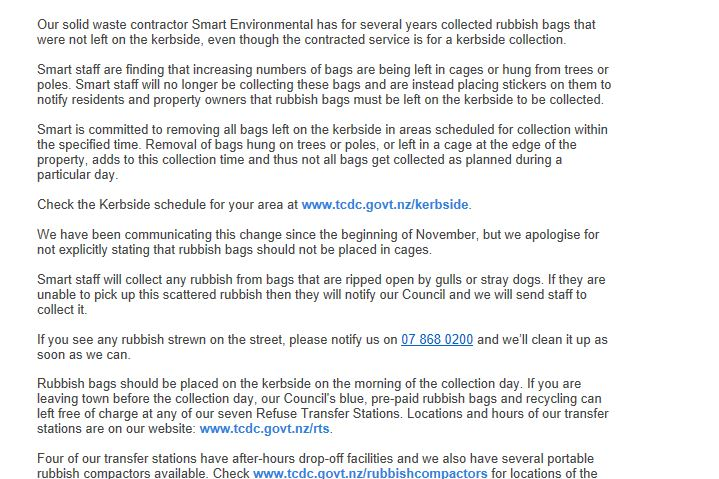 Our solid waste contractor Smart Environmental has for several years collected rubbish bags that
were not left on the kerbside, even though the contracted service is for a kerbside collection.
Smart staff are finding that increasing numbers of bags are being left in cages or hung from trees or
poles. Smart staff will no longer be collecting these bags and are instead placing stickers on them to
notify residents and property owners that rubbish bags must be left on the kerbside to be collected.
Smart is committed to removing all bags left on the kerbside in areas scheduled for collection within
the specified time. Removal of bags hung on trees or poles, or left in a cage at the edge of the
property, adds to this collection time and thus not all bags get collected as planned during a
particular day.
Check the Kerbside schedule for your area at www.tcdc.govt.nz/kerbside.
We have been communicating this change since the beginning of November, but we apologise for
not explicitly stating that rubbish bags should not be placed in cages.
Smart staff will collect any rubbish from bags that are ripped open by gulls or stray dogs. If they are
unable to pick up this scattered rubbish then they will notify our Council and we will send staff to
collect it.
If you see any rubbish strewn on the street, please notify us on 07 868 0200 and we'll clean it up as
soon as we can.
Rubbish bags should be placed on the kerbside on the morning of the collection day. If you are
leaving town before the collection day, our Council's blue, pre-paid rubbish bags and recycling can
left free of charge at any of our seven Refuse Transfer Stations. Locations and hours of our transfer
stations are on our website: www.tcdc.govt.nz/rts.
Four of our transfer stations have after-hours drop-off facilities and we also have several portable
rubbish compactors available. Check www.tcdc.govt.nz/rubbishcompactors for locations of the